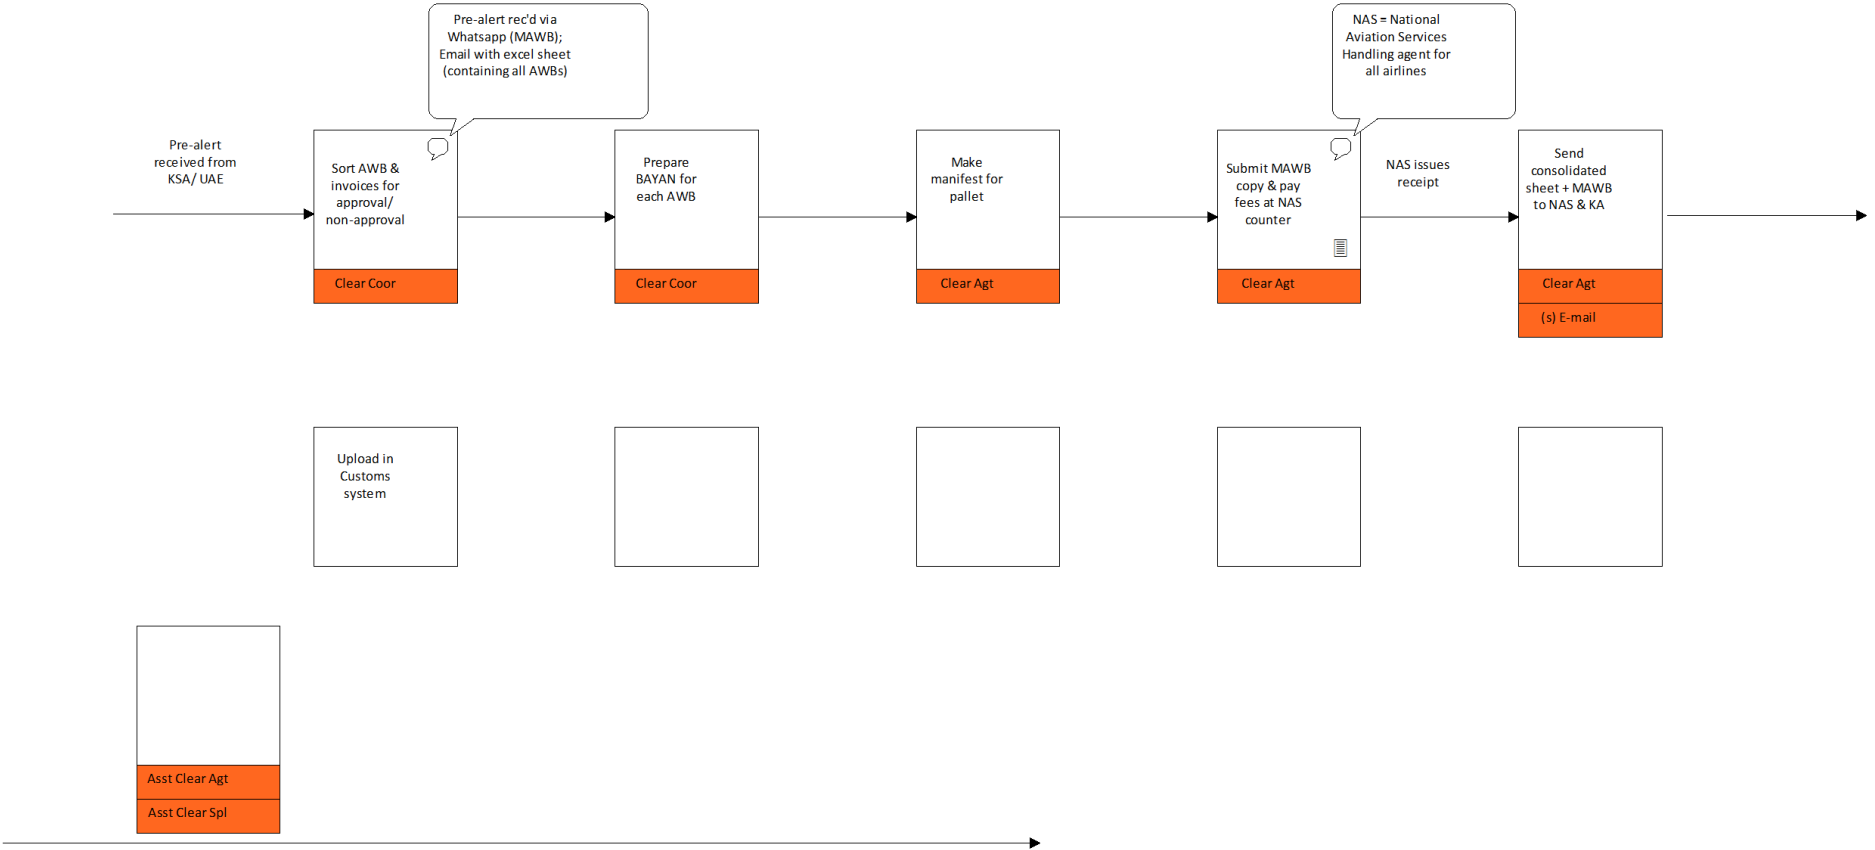 Pre-alert rec'd via
Whatsapp (MAWB);
Email with excel sheet
(containing all AWBs)
NAS = National
Aviation Services
Handling agent for
all airlines
Pre-alert
received from
KSA/ UAE
Sort AWB &
invoices for
approval/
non-approval
Clear Coor
Prepare
BAYAN for
each AWB
Clear Coor
Make
manifest for
pallet
Clear Agt
Submit MAWB
copy & pay
fees at NAS
counter
Clear Agt
NAS issues
receipt
Send
consolidated
sheet + MAWB
to NAS & KA
Clear Agt
(s) E-mail
Upload in
Customs
system
Asst Clear Agt
Asst Clear Spl